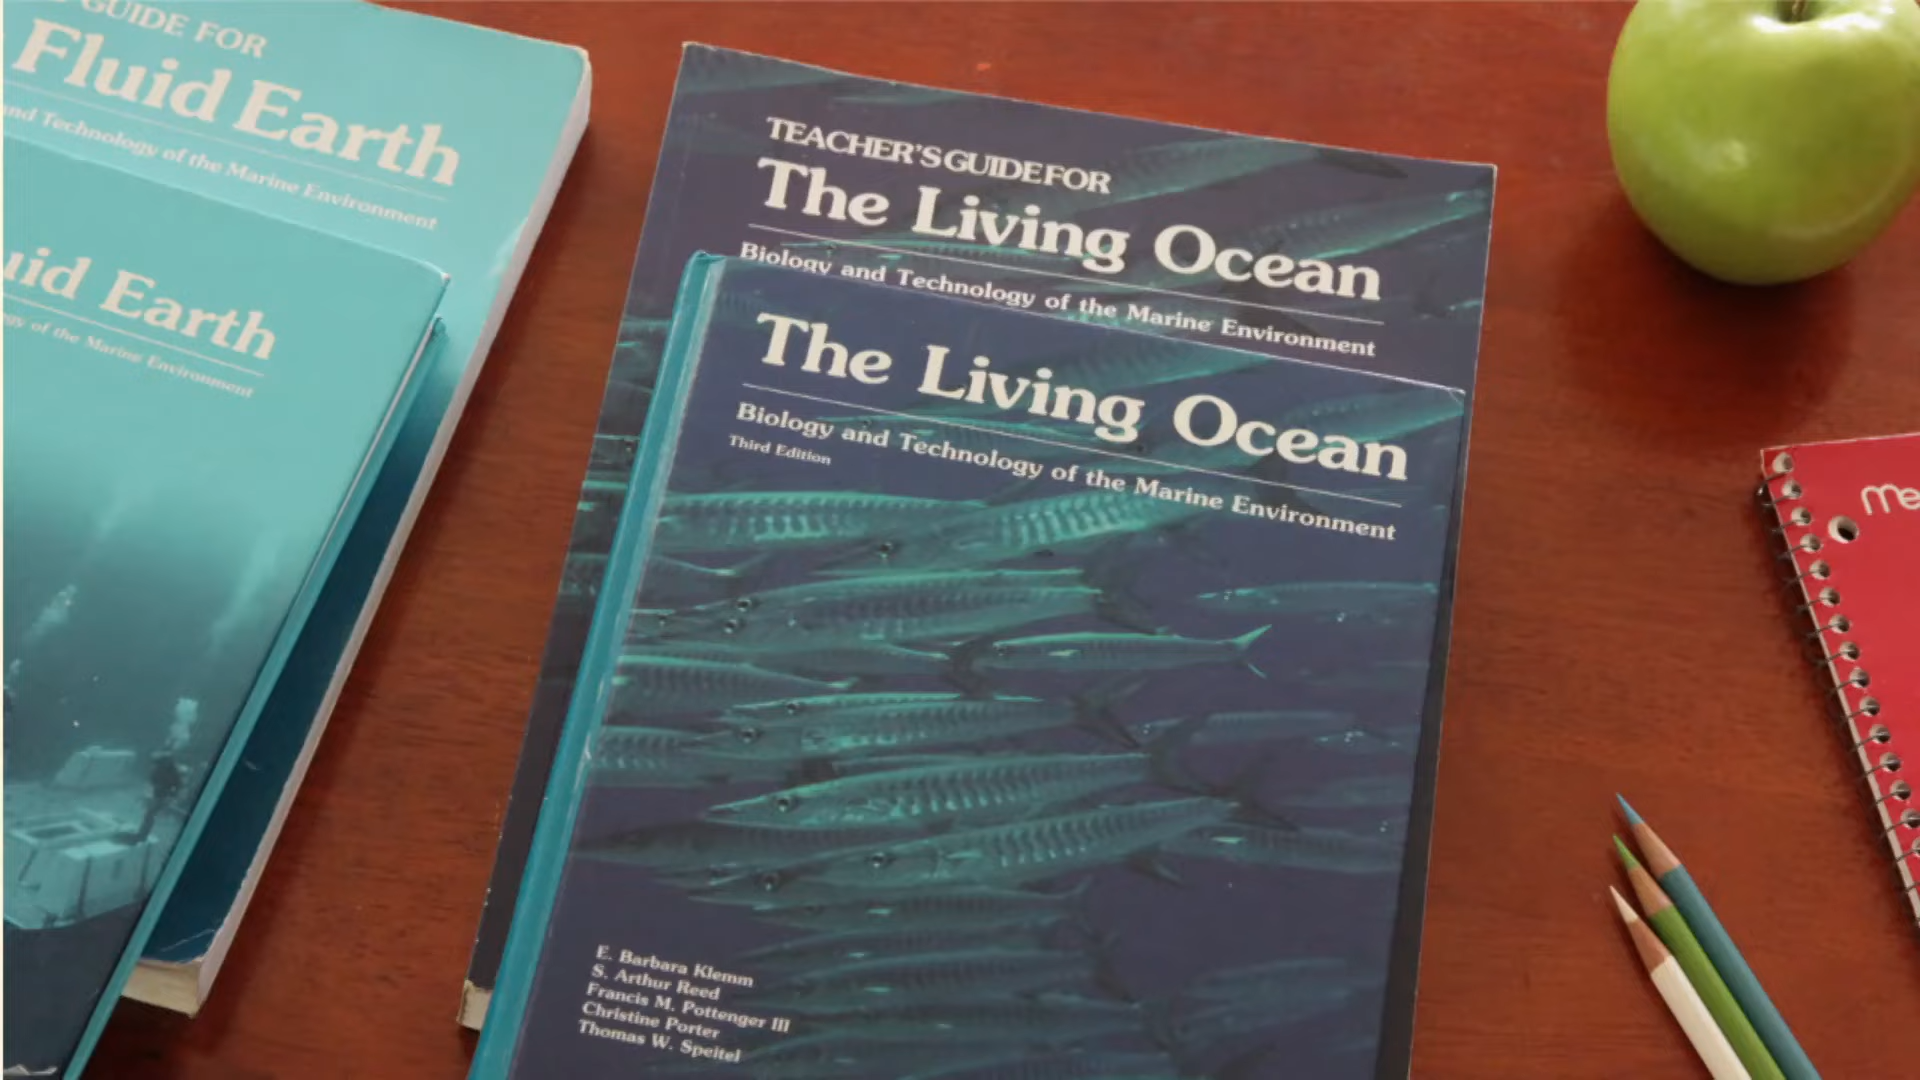 GUIDE FOR
Fluid Earth
and Technology of the Marine Environment
Earth
of the Marine Environment
TEACHER'S GUIDE FOR
The Living Ocean
Biology and Technology of the Marine Environment
The Living Ocean
Biology and Technology of the Marine Environment
Third Edition
E. Barbara Klemm
S. Arthur Reed
Francis M. Pottenger III
Christine Porter
Thomas W. Speitel